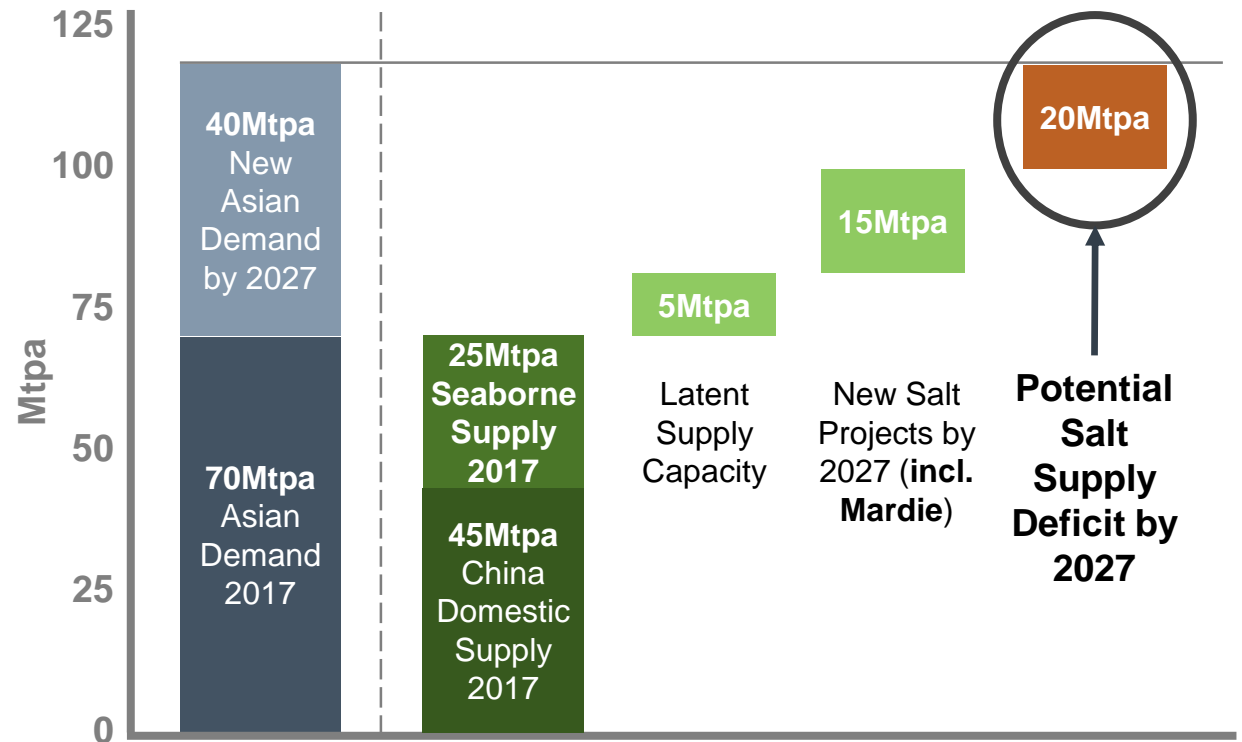 Mtpa
125
100
75
50
25
0
40Mtpa
New
Asian
Demand
by 2027
70Mtpa
Asian
Demand
2017
25Mtpa
Seaborne
Supply
2017
45Mtpa
China
Domestic
Supply
2017
5Mtpa
Latent
Supply
Capacity
15Mtpa
New Salt
Projects by
2027 (incl.
Mardie)
20Mtpa
Potential
Salt
Supply
Deficit by
2027